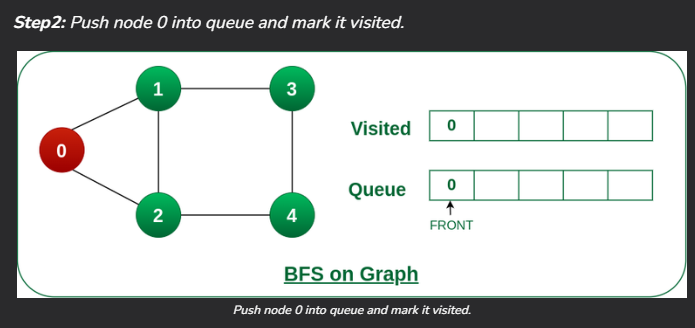 Step2: Push node 0 into queue and mark it visited.
1
3
0
2
4
Visited
0
Queue
0
FRONT
BFS on Graph
Push node 0 into queue and mark it visited.